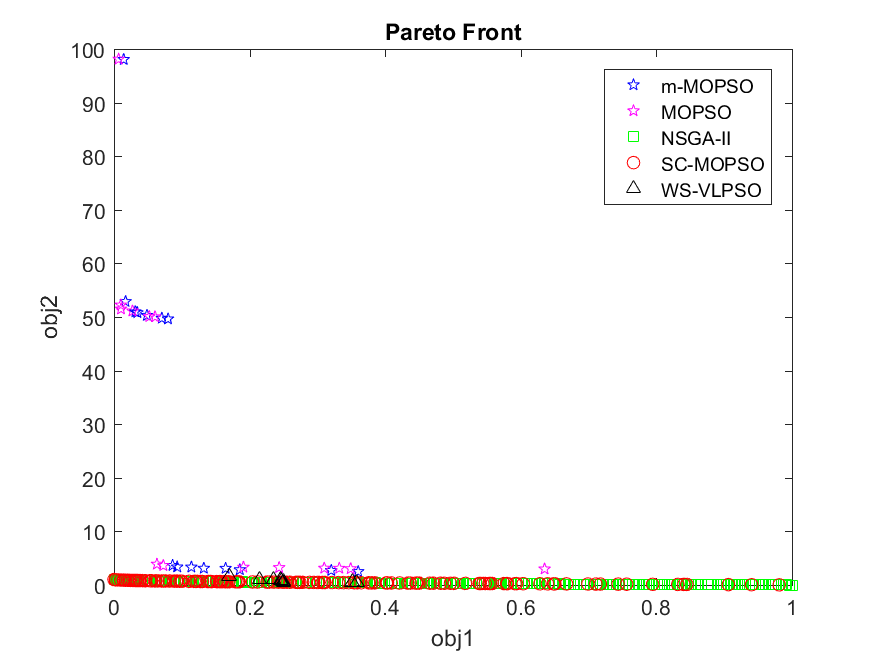 Pareto Front
100
90
80
70
60
50
40
30
20
10
0
obj2
m-MOPSO
MOPSO
NSGA-II
SC-MOPSO
WS-VLPSO
0 0.2 0.4 0.6 0.8 1
obj1